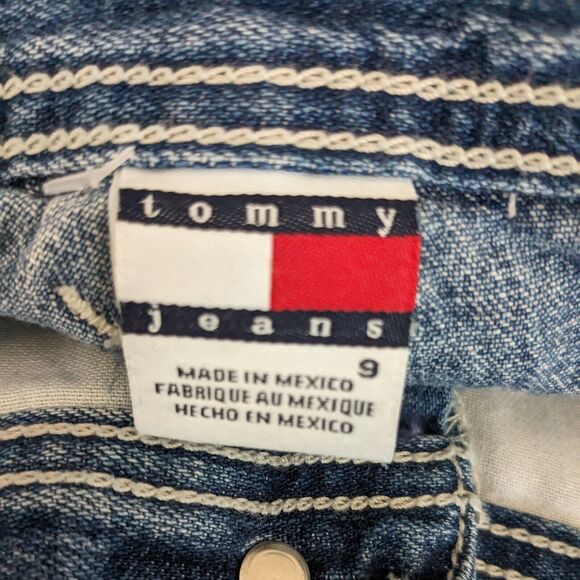 tommy
jeans
9
MADE IN MEXICO
FABRIQUE AU MEXIQUE
HECHO EN MEXICO